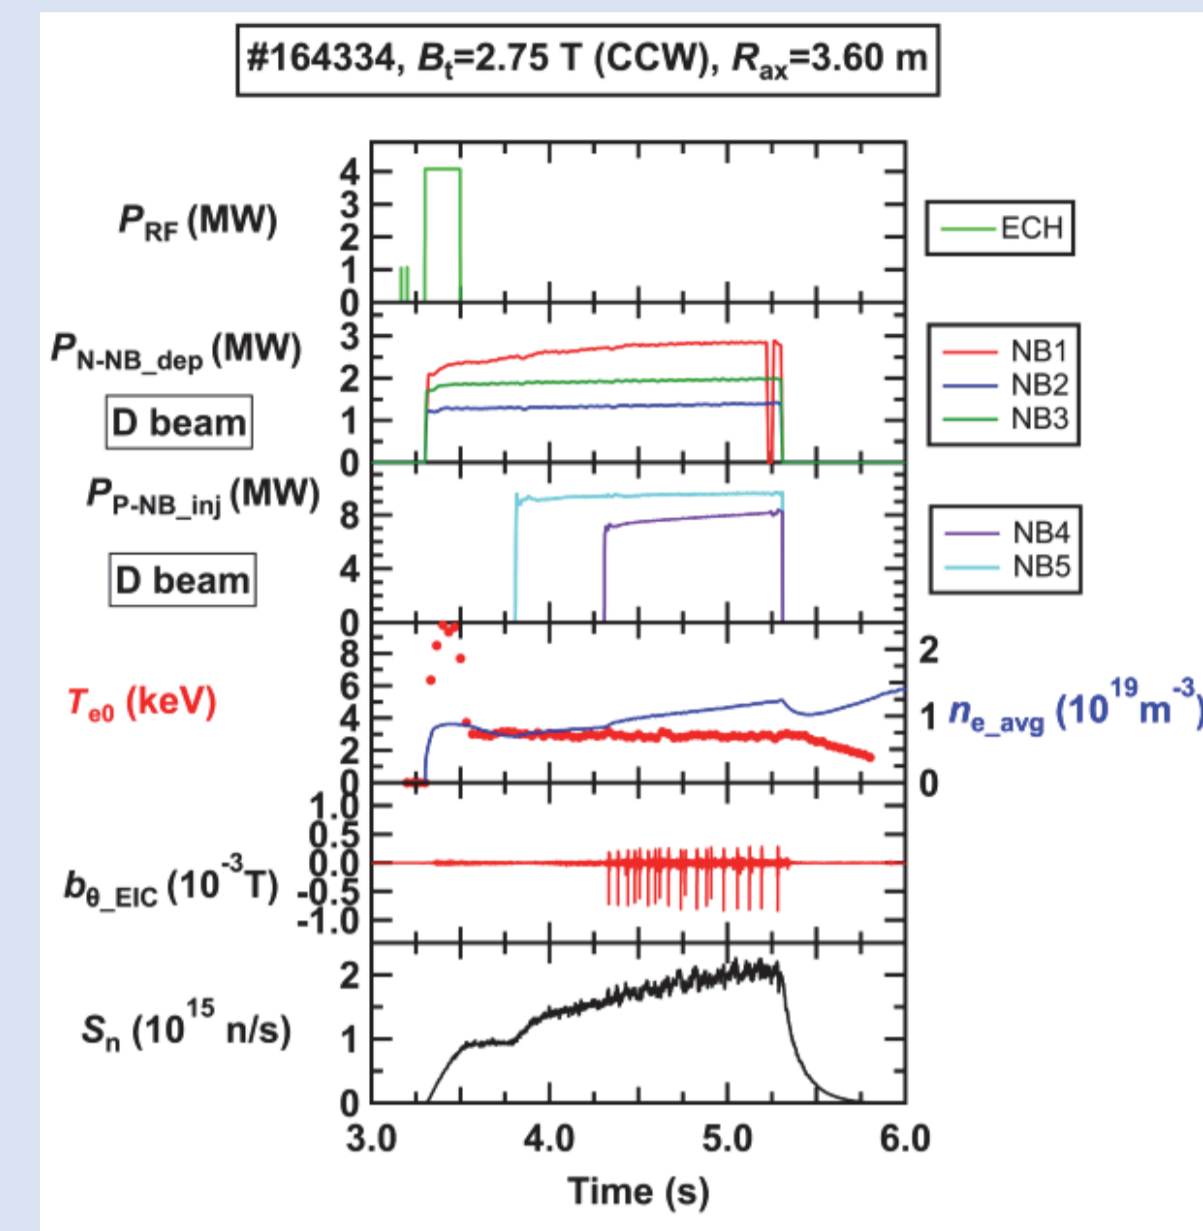 #164334, Bt=2.75 T (CCW), Rax=3.60 m
PRF (MW)
4
3
2
1
0
ECH
PN-NB_dep (MW)
D beam
3
2
1
0
NB1
NB2
NB3
PP-NB_inj (MW)
D beam
8
4
0
NB4
NB5
Te0 (keV)
8
6
4
2
0
2
1
0
ne_avg (10^19 m^-3)
bθ_EIC (10^-3 T)
1.0
0.5
0.0
-0.5
-1.0
Sn (10^15 n/s)
2
1
0
3.0 4.0 5.0 6.0
Time (s)